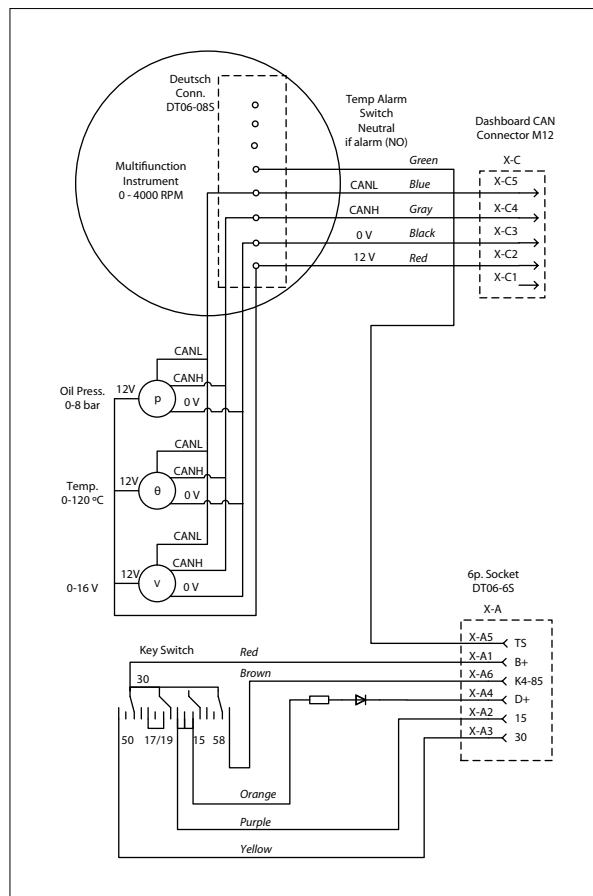 Deutsch
Conn.
DT06-08S
Temp Alarm
Switch
Neutral
if alarm (NO)
Dashboard CAN
Connector M12
Multifunction
Instrument
0 - 4000 RPM
Green
X-C
CANL Blue X-C5
CANH Gray X-C4
0 V Black X-C3
12 V Red X-C2
X-C1
CANL
Oil Press.
0-8 bar
12V
CANH
p
0 V
CANL
Temp.
0-120 ºC
12V
CANH
θ
0 V
CANL
0-16 V
12V
CANH
v
0 V
6p. Socket
DT06-6S
X-A
Key Switch
Red
Brown
30
50 17/19 15 58
X-A5 TS
X-A1 B+
X-A6 K4-85
X-A4 D+
X-A2 15
X-A3 30
Orange
Purple
Yellow